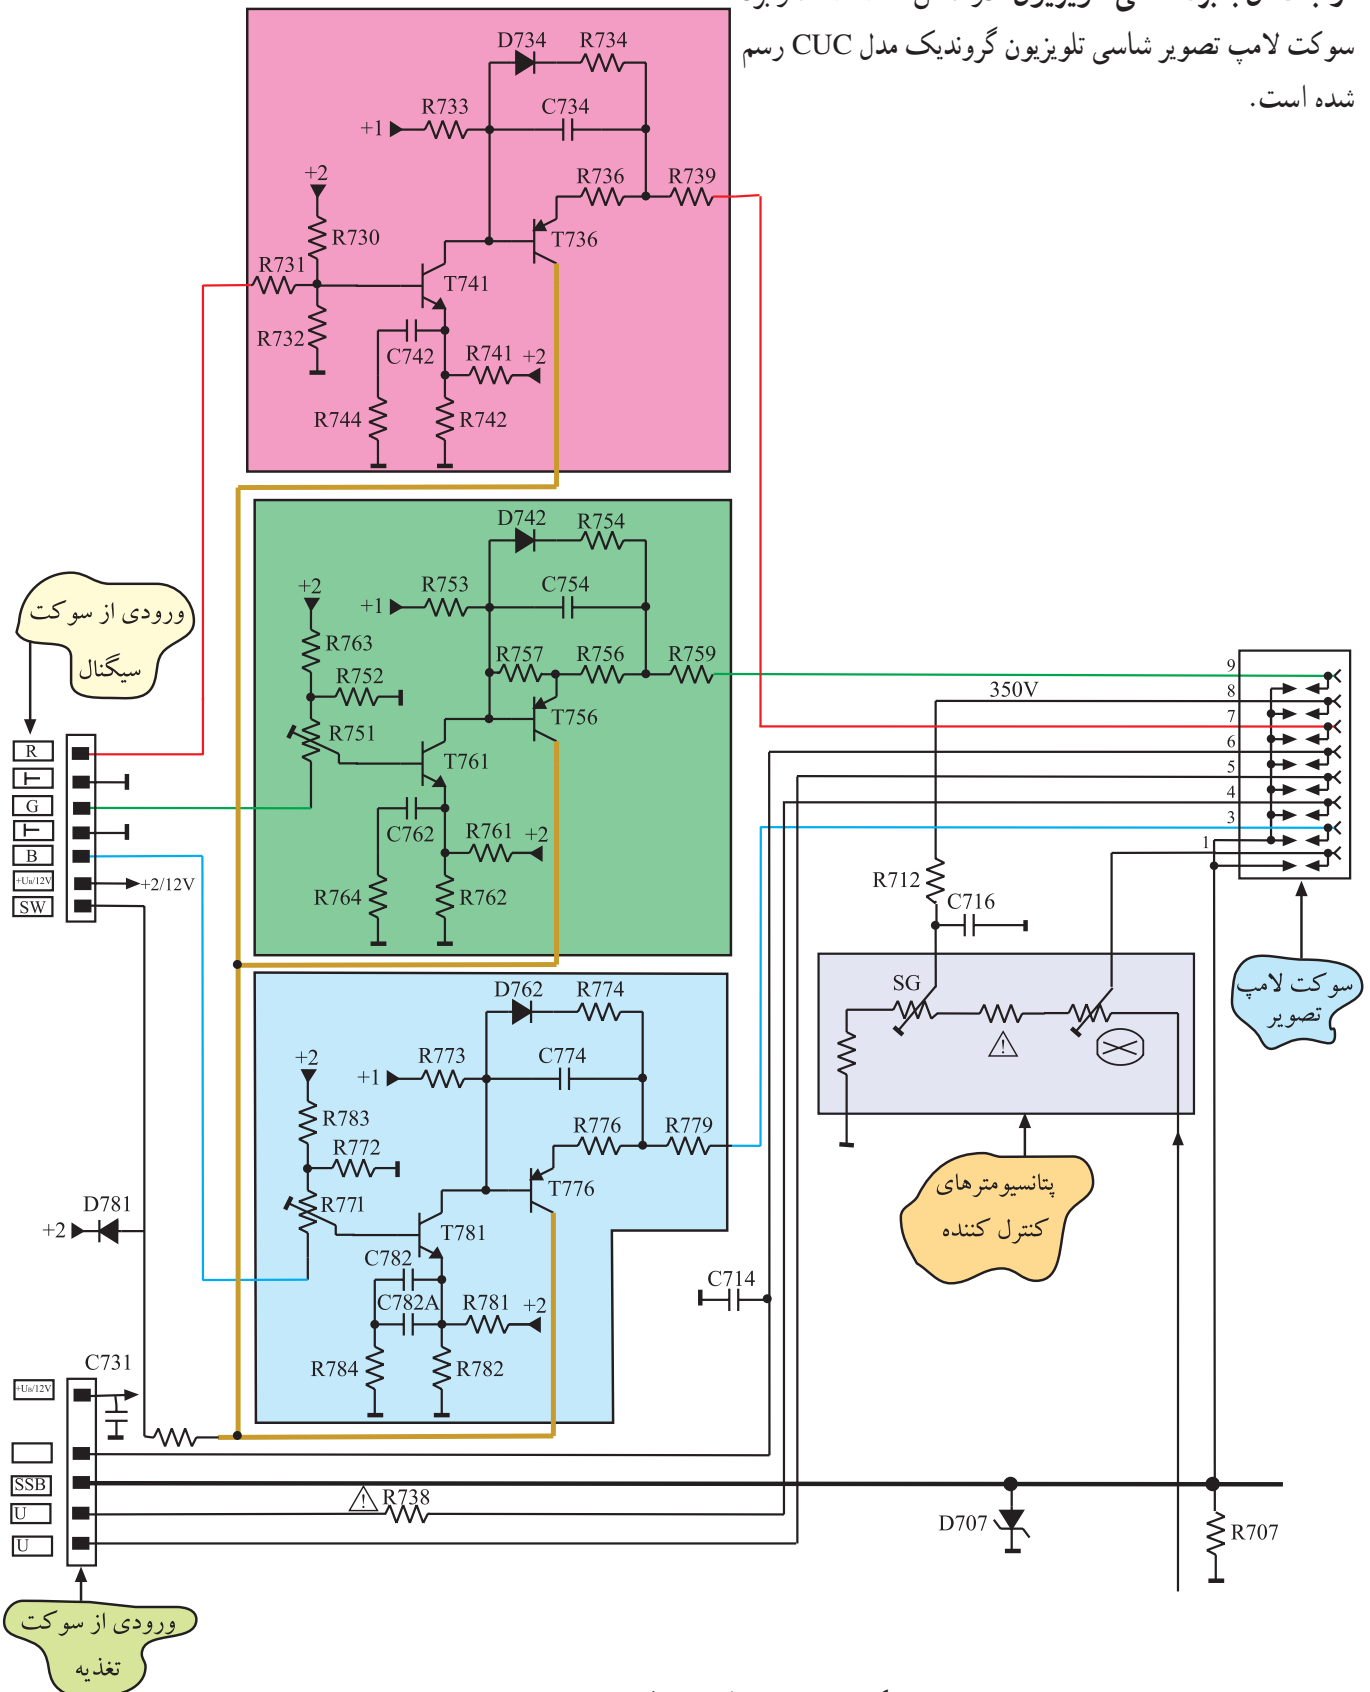 سوکت لامپ تصویر شاسی تلویزیون گروندیک مدل CUC رسم
شده است.
D734 R734
R733 C734
+1
+2
R736 R739
R730
T736
R731
T741
R732
C742
R741 +2
R744
R742
D742 R754
+2
R753 C754
+1
R763
R757 R756 R759
R752
T756
R751
T761
C762
R761 +2
R764
R762
D762 R774
+2
R773 C774
+1
R783
R776 R779
R772
T776
R771
T781
C782
C782A R781 +2
R784
R782
ورودی از سوکت
سیگنال
R
T
G
T
B
+UB/12V
+2/12V
SW
D781
+2
C731
+UB/12V
SSB
U
U
R738
ورودی از سوکت
تغذیه
C714
350V
9
8
7
6
5
4
3
1
R712
C716
SG
!
سوکت لامپ
تصویر
پتانسیومترهای
کنترل کننده
!
D707
R707